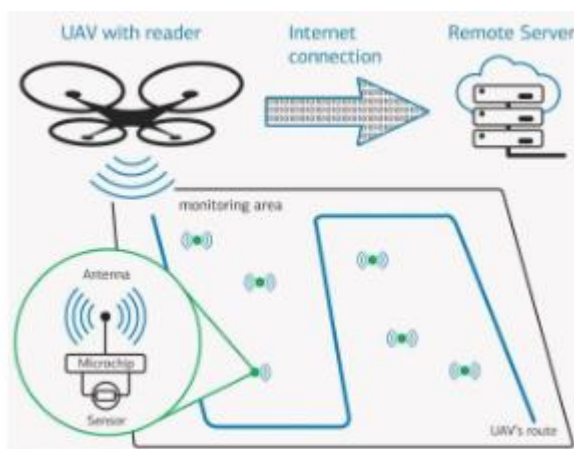 UAV with reader
Internet
connection
Remote Server
monitoring area
Antenna
Microchip
Sensor
UAV's route